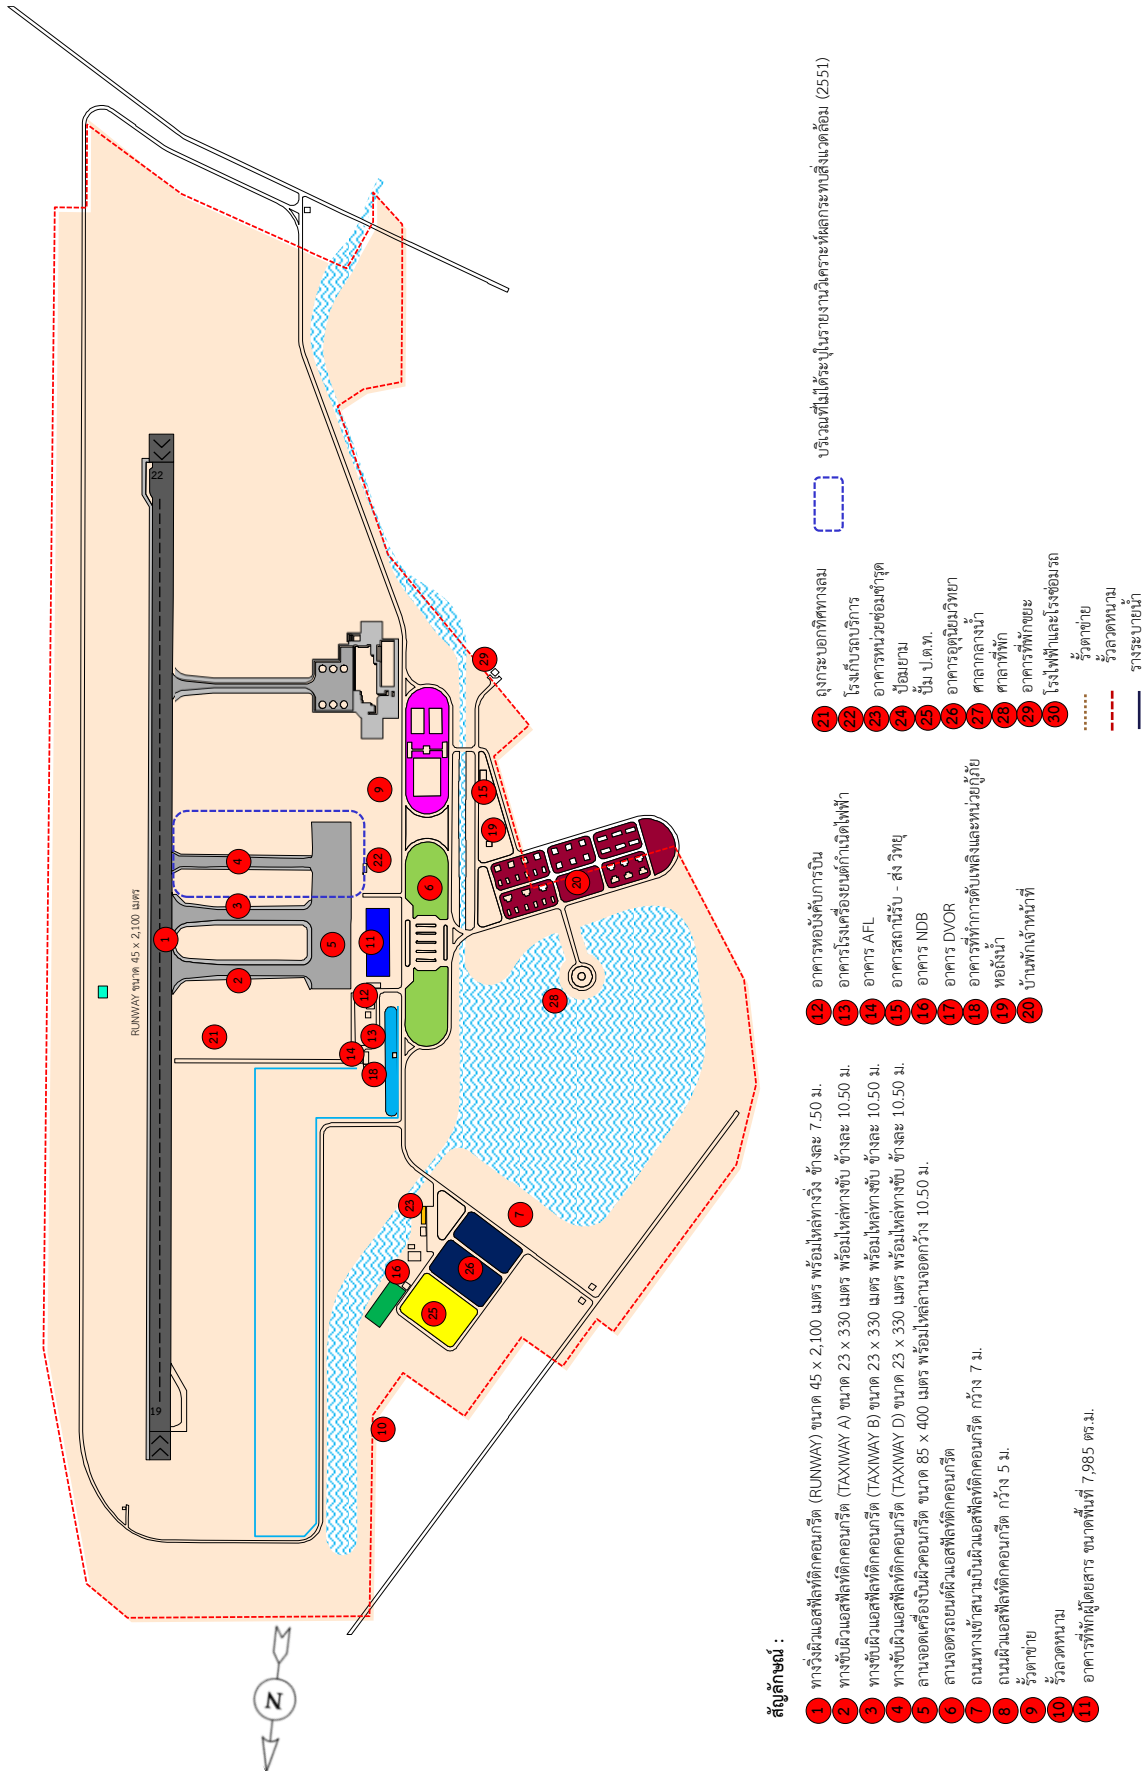 RUNWAY ขนาด 45 x 2,100 เมตร
19
22
1
2
3
4
5
6
7
9
10
11
12
13
14
15
16
18
19
20
21
22
23
25
26
28
29
N
สัญลักษณ์ :
1 ทางวิ่งผิวแอสฟัลท์ติกคอนกรีต (RUNWAY) ขนาด 45 x 2,100 เมตร พร้อมไหล่ทางวิ่ง ข้างละ 7.50 ม.
2 ทางขับผิวแอสฟัลท์ติกคอนกรีต (TAXIWAY A) ขนาด 23 x 330 เมตร พร้อมไหล่ทางขับ ข้างละ 10.50 ม.
3 ทางขับผิวแอสฟัลท์ติกคอนกรีต (TAXIWAY B) ขนาด 23 x 330 เมตร พร้อมไหล่ทางขับ ข้างละ 10.50 ม.
4 ทางขับผิวแอสฟัลท์ติกคอนกรีต (TAXIWAY D) ขนาด 23 x 330 เมตร พร้อมไหล่ทางขับ ข้างละ 10.50 ม.
5 ลานจอดเครื่องบินผิวคอนกรีต ขนาด 85 x 400 เมตร พร้อมไหล่ลานจอดกว้าง 10.50 ม.
6 ลานจอดรถยนต์ผิวแอสฟัลท์ติกคอนกรีต
7 ถนนทางเข้าสนามบินผิวแอสฟัลท์ติกคอนกรีต กว้าง 7 ม.
8 ถนนผิวแอสฟัลท์ติกคอนกรีต กว้าง 5 ม.
9 รั้วตาข่าย
10 รั้วลวดหนาม
11 อาคารที่พักผู้โดยสาร ขนาดพื้นที่ 7,985 ตร.ม.
12 อาคารหอบังคับการบิน
13 อาคารโรงเครื่องยนต์กำเนิดไฟฟ้า
14 อาคาร AFL
15 อาคารสถานีรับ - ส่ง วิทยุ
16 อาคาร NDB
17 อาคาร DVOR
18 อาคารที่ทำการดับเพลิงและหน่วยกู้ภัย
19 หอถังน้ำ
20 บ้านพักเจ้าหน้าที่
21 ถุงกระบอกทิศทางลม
22 โรงเก็บรถบริการ
23 อาคารหน่วยซ่อมชำรุด
24 ป้อมยาม
25 ปั๊ม ป.ต.ท.
26 อาคารอุตุนิยมวิทยา
27 ศาลากลางน้ำ
28 ศาลาที่พัก
29 อาคารที่พักขยะ
30 โรงไฟฟ้าและโรงซ่อมรถ
รั้วตาข่าย
รั้วลวดหนาม
รางระบายน้ำ
บริเวณที่ไม่ได้ระบุในรายงานวิเคราะห์ผลกระทบสิ่งแวดล้อม (2551)